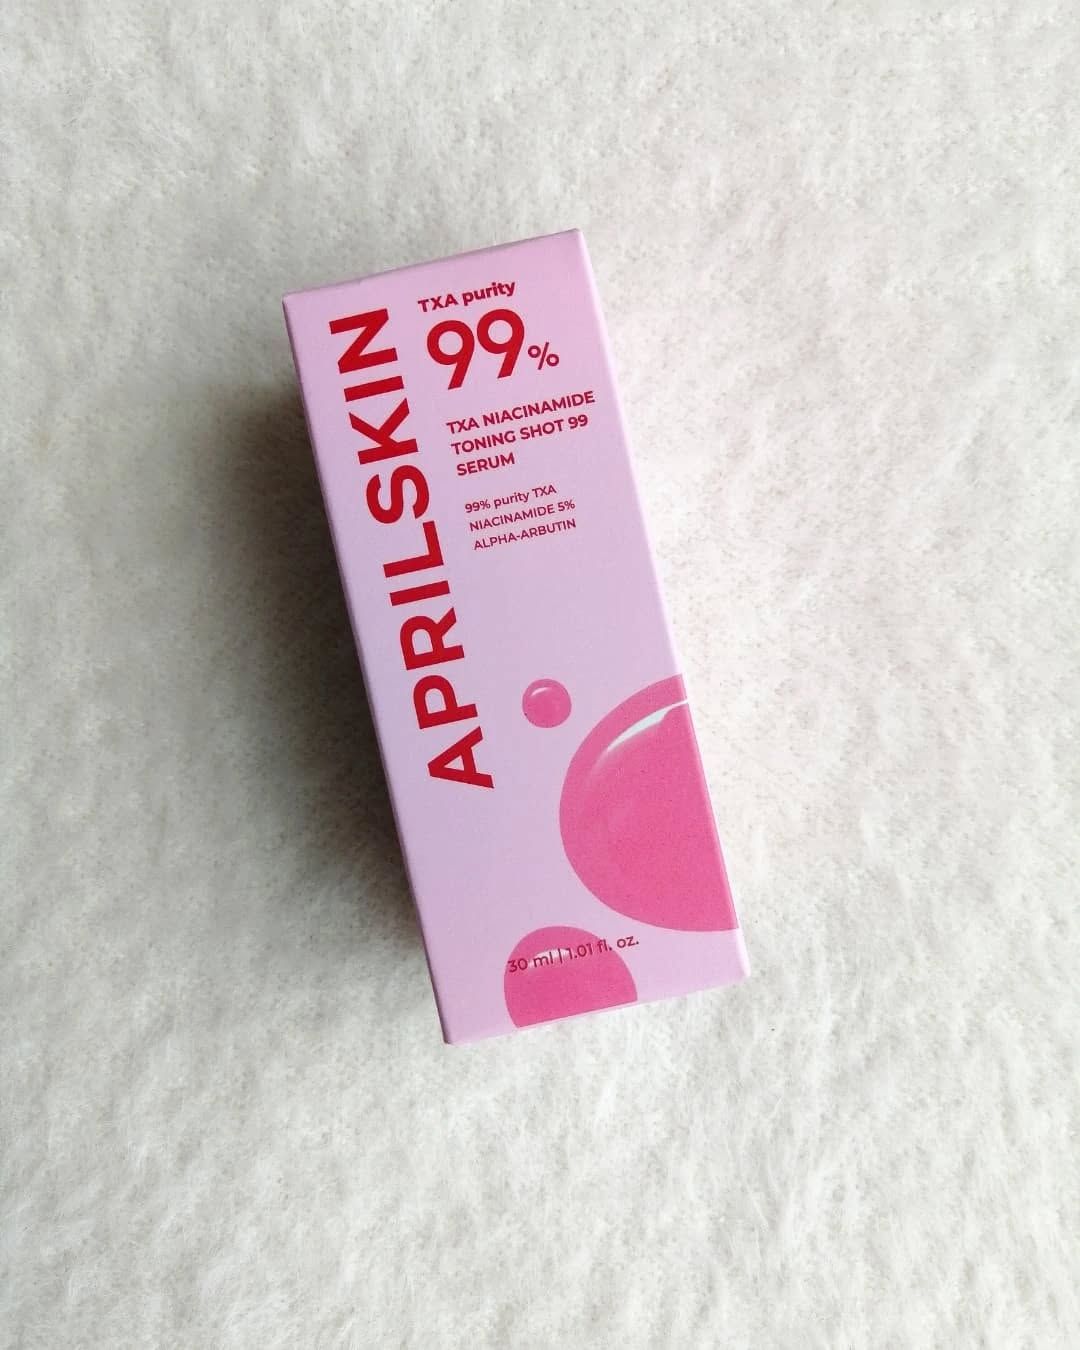 APRILSKIN
TXA purity
99%
TXA NIACINAMIDE
TONING SHOT 99
SERUM
99% purity TXA
NIACINAMIDE 5%
ALPHA-ARBUTIN
30 ml | 1.01 fl. oz.